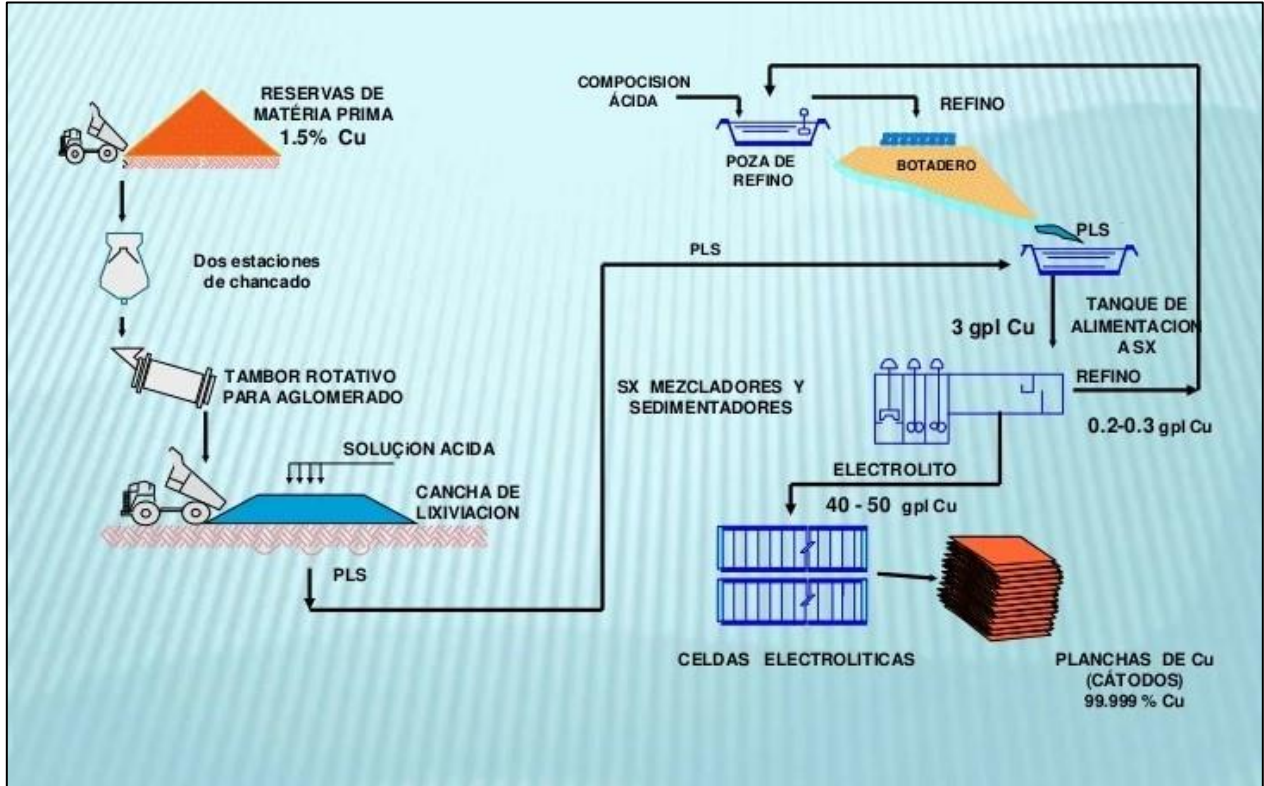 RESERVAS DE
MATÉRIA PRIMA
1.5% Cu
Dos estaciones
de chancado
TAMBOR ROTATIVO
PARA AGLOMERADO
SOLUÇiON ACIDA
CANCHA DE
LIXIVIACION
PLS
PLS
COMPOCISION
ÁCIDA
POZA DE
REFINO
REFINO
BOTADERO
PLS
3 gpl Cu
TANQUE DE
ALIMENTACION
A SX
SX MEZCLADORES Y
SEDIMENTADORES
REFINO
0.2-0.3 gpl Cu
ELECTROLITO
40 - 50 gpl Cu
CELDAS ELECTROLITICAS
PLANCHAS DE Cu
(CÁTODOS)
99.999 % Cu